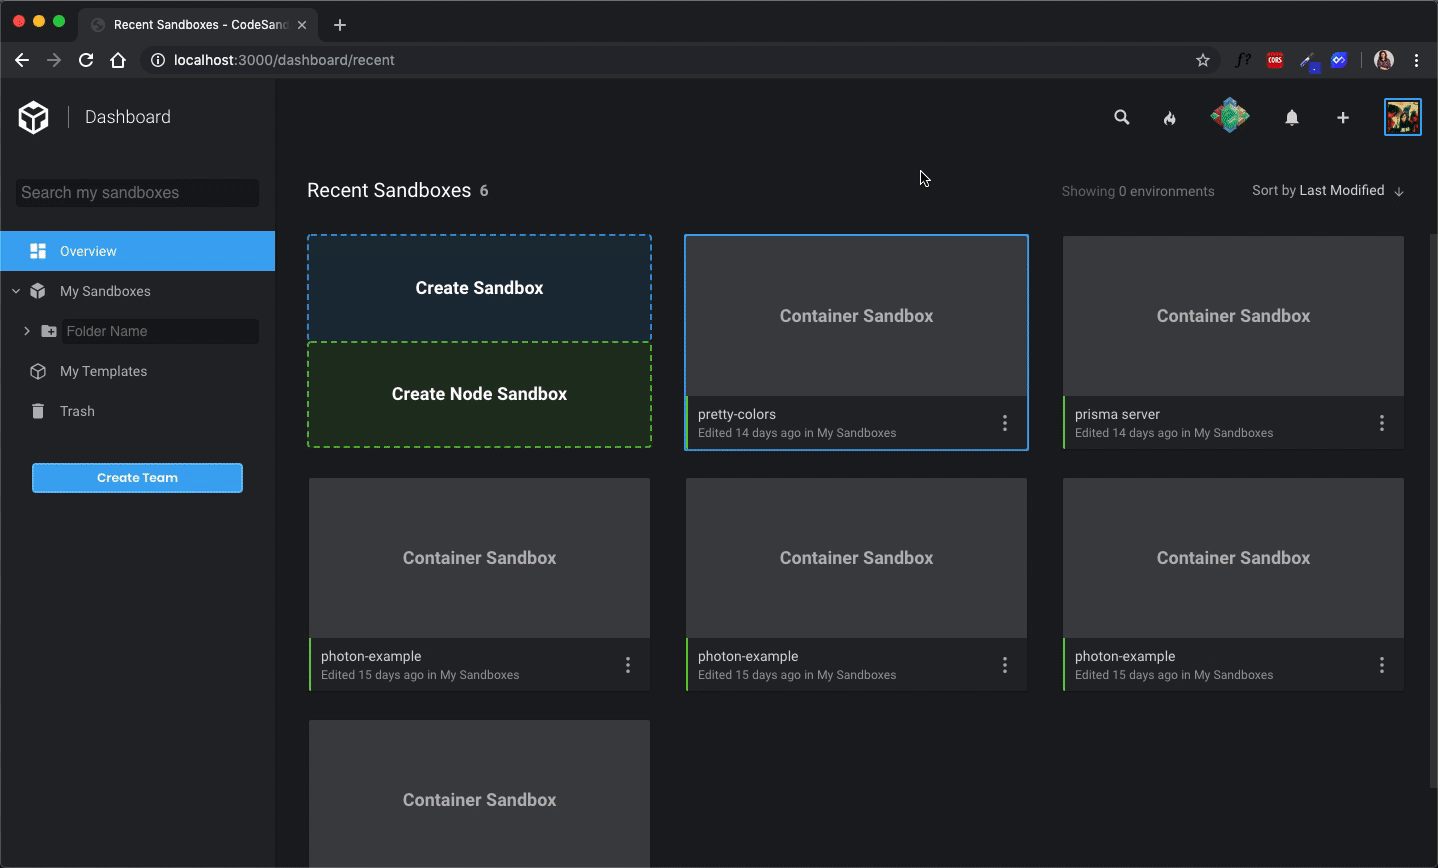 Recent Sandboxes - CodeSand
localhost:3000/dashboard/recent
f?
CORS
Dashboard
Search my sandboxes
Recent Sandboxes 6
Showing 0 environments
Sort by Last Modified
Overview
My Sandboxes
Folder Name
My Templates
Trash
Create Team
Create Sandbox
Create Node Sandbox
Container Sandbox
pretty-colors
Edited 14 days ago in My Sandboxes
Container Sandbox
prisma server
Edited 14 days ago in My Sandboxes
Container Sandbox
photon-example
Edited 15 days ago in My Sandboxes
Container Sandbox
photon-example
Edited 15 days ago in My Sandboxes
Container Sandbox
photon-example
Edited 15 days ago in My Sandboxes
Container Sandbox